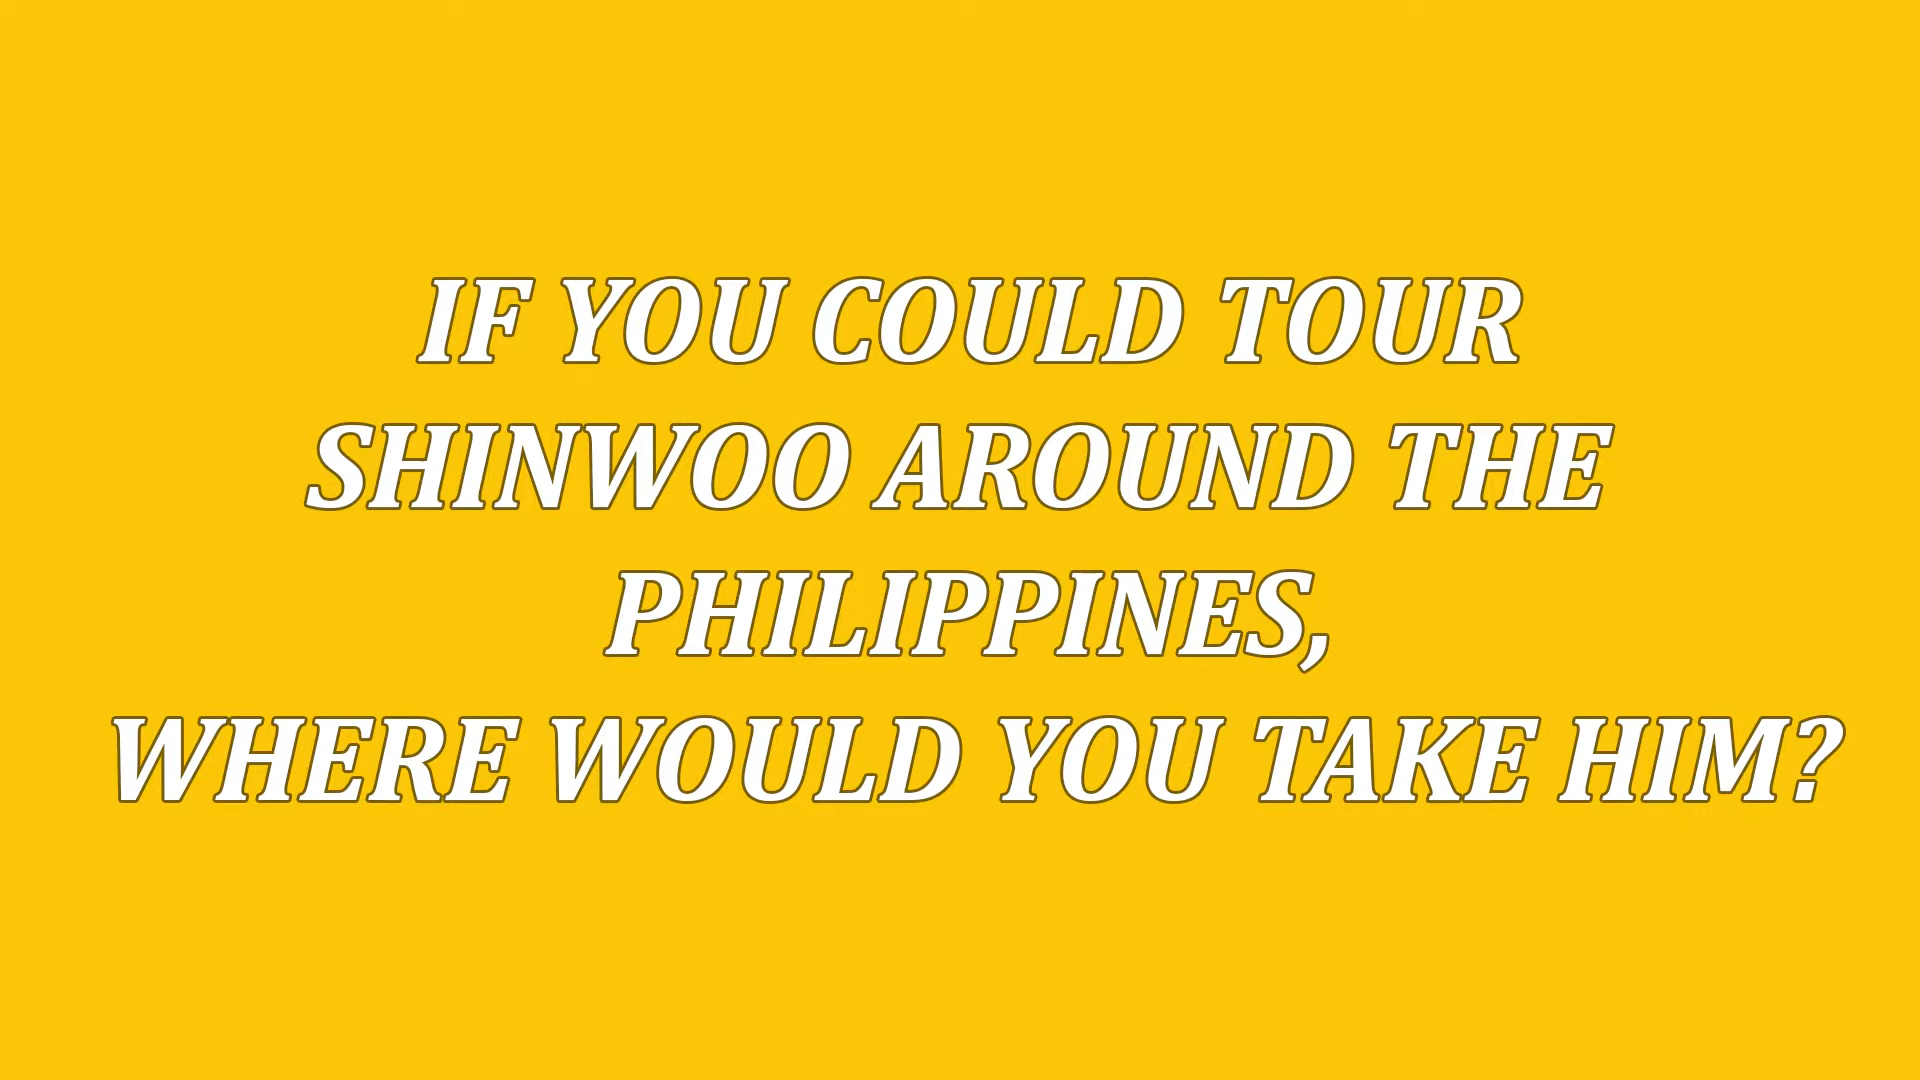 IF YOU COULD TOUR
SHINWOO AROUND THE
PHILIPPINES,
WHERE WOULD YOU TAKE HIM?